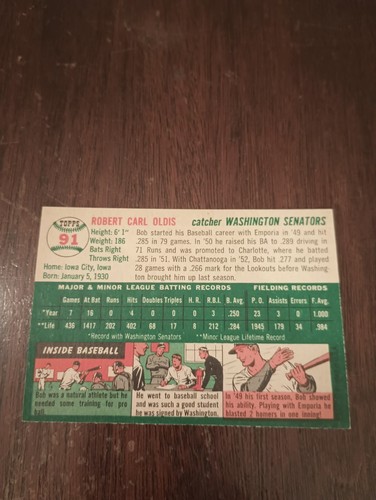 TOPPS
91
ROBERT CARL OLDIS catcher WASHINGTON SENATORS
Height: 6' 1"
Weight: 186
Bats Right
Throws Right
Home: Iowa City, Iowa
Born: January 5, 1930
Bob started his Baseball career with Emporia in '49 and hit
.285 in 79 games. In '50 he raised his BA to .289 driving in
71 Runs and was promoted to Charlotte, where he batted
.285 in '51. With Chattanooga in '52, Bob hit .277 and played
28 games with a .266 mark for the Lookouts before Washing-
ton brought him up.
MAJOR & MINOR LEAGUE BATTING RECORDS FIELDING RECORDS
Games At Bat Runs Hits Doubles Triples H. R. R.B.I. B. Avg. P. O. Assists Errors F. Avg.
*Year 7 16 0 4 0 0 0 3 .250 23 3 0 1.000
**Life 436 1417 202 402 68 17 8 212 .284 1945 179 34 .984
*Record with Washington Senators **Minor League Lifetime Record
INSIDE BASEBALL
Bob was a natural athlete but he
needed some training for pro
ball.
He went to baseball school
and was such a good student
he was signed by Washington.
In '49 his first season, Bob showed
his ability. Playing with Emporia he
blasted 2 homers in one inning!